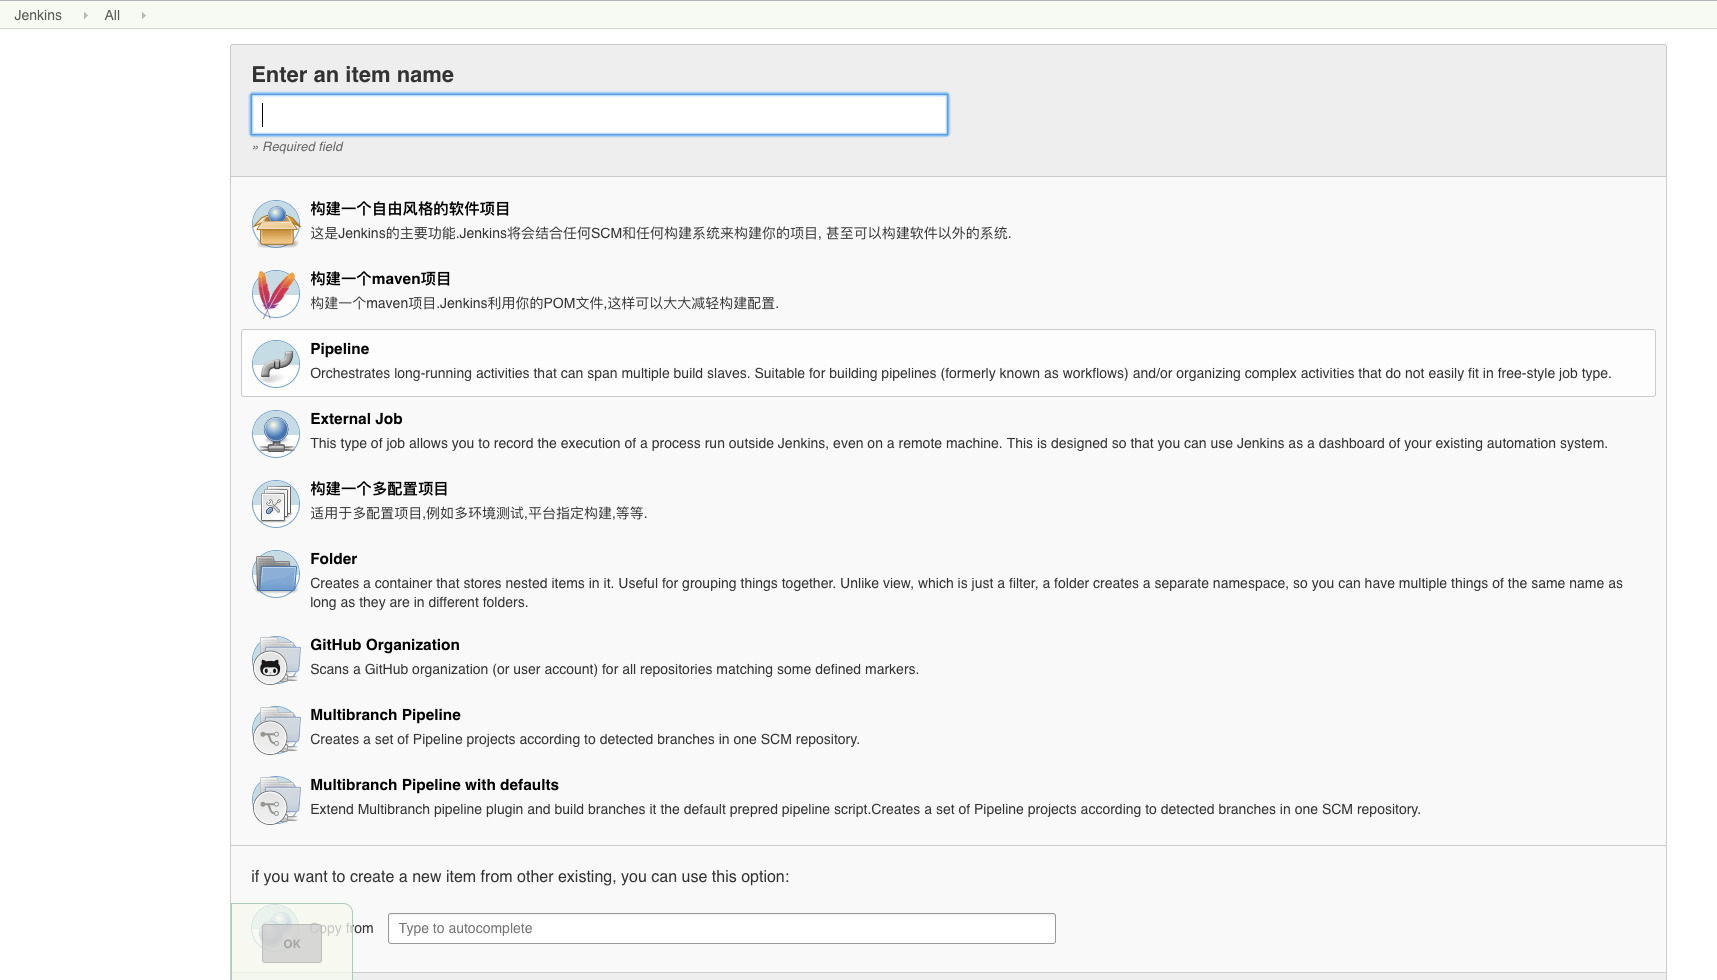 Jenkins All
Enter an item name
» Required field
构建一个自由风格的软件项目
这是Jenkins的主要功能.Jenkins将会结合任何SCM和任何构建系统来构建你的项目, 甚至可以构建软件以外的系统.
构建一个maven项目
构建一个maven项目.Jenkins利用你的POM文件,这样可以大大减轻构建配置.
Pipeline
Orchestrates long-running activities that can span multiple build slaves. Suitable for building pipelines (formerly known as workflows) and/or organizing complex activities that do not easily fit in free-style job type.
External Job
This type of job allows you to record the execution of a process run outside Jenkins, even on a remote machine. This is designed so that you can use Jenkins as a dashboard of your existing automation system.
构建一个多配置项目
适用于多配置项目,例如多环境测试,平台指定构建,等等.
Folder
Creates a container that stores nested items in it. Useful for grouping things together. Unlike view, which is just a filter, a folder creates a separate namespace, so you can have multiple things of the same name as
long as they are in different folders.
GitHub Organization
Scans a GitHub organization (or user account) for all repositories matching some defined markers.
Multibranch Pipeline
Creates a set of Pipeline projects according to detected branches in one SCM repository.
Multibranch Pipeline with defaults
Extend Multibranch pipeline plugin and build branches it the default prepred pipeline script.Creates a set of Pipeline projects according to detected branches in one SCM repository.
if you want to create a new item from other existing, you can use this option:
Copy from Type to autocomplete
OK